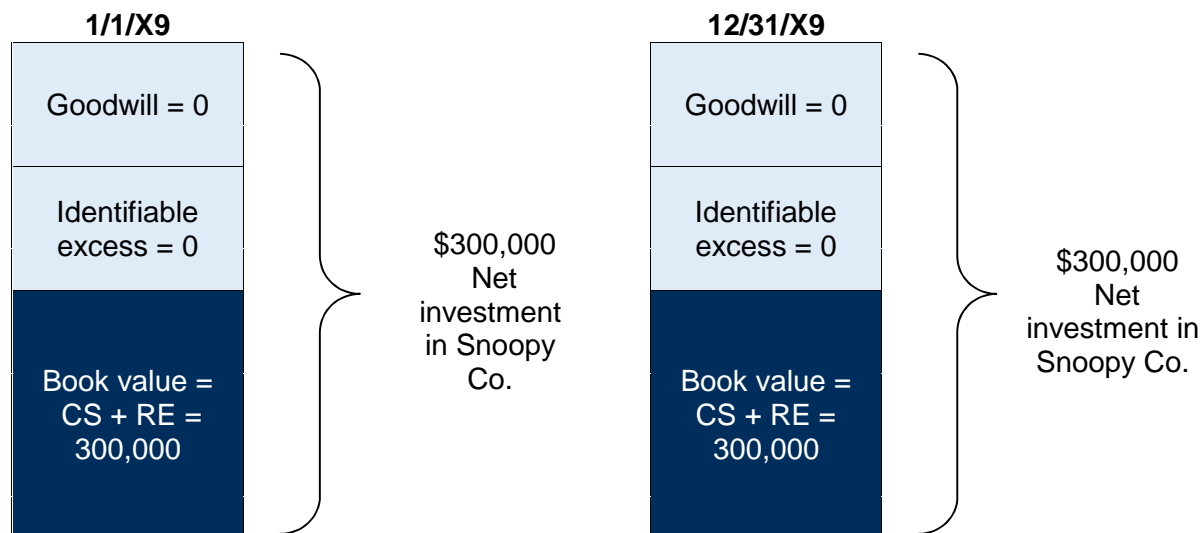 1/1/X9
Goodwill = 0
Identifiable
excess = 0
Book value =
CS + RE =
300,000
$300,000
Net
investment
in Snoopy
Co.
12/31/X9
Goodwill = 0
Identifiable
excess = 0
Book value =
CS + RE =
300,000
$300,000
Net
investment in
Snoopy Co.